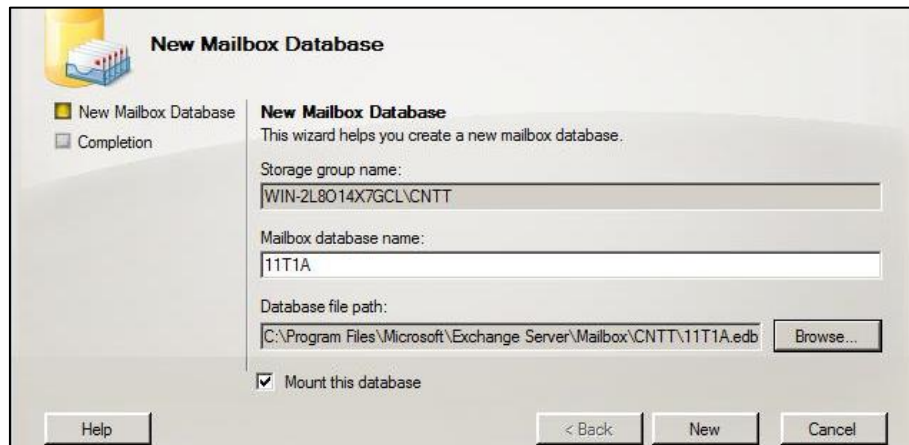 New Mailbox Database
New Mailbox Database
Completion
New Mailbox Database
This wizard helps you create a new mailbox database.
Storage group name:
WIN-2L8O14X7GCL\CNTT
Mailbox database name:
11T1A
Database file path:
C:\Program Files\Microsoft\Exchange Server\Mailbox\CNTT\11T1A.edb
Browse...
Mount this database
Help
< Back
New
Cancel